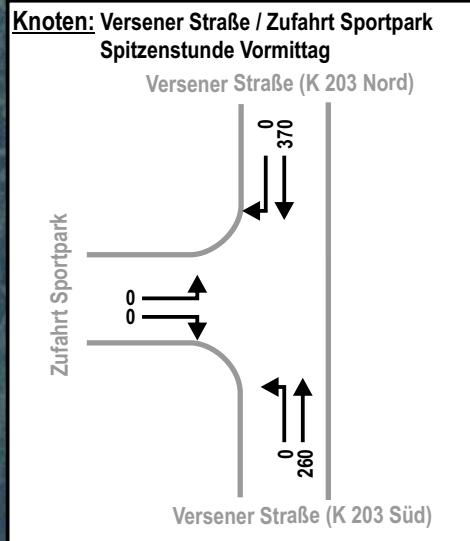 Knoten: Versener Straße / Zufahrt Sportpark
Spitzenstunde Vormittag
Versener Straße (K 203 Nord)
0
370
Zufahrt Sportpark
0
0
0
260
Versener Straße (K 203 Süd)